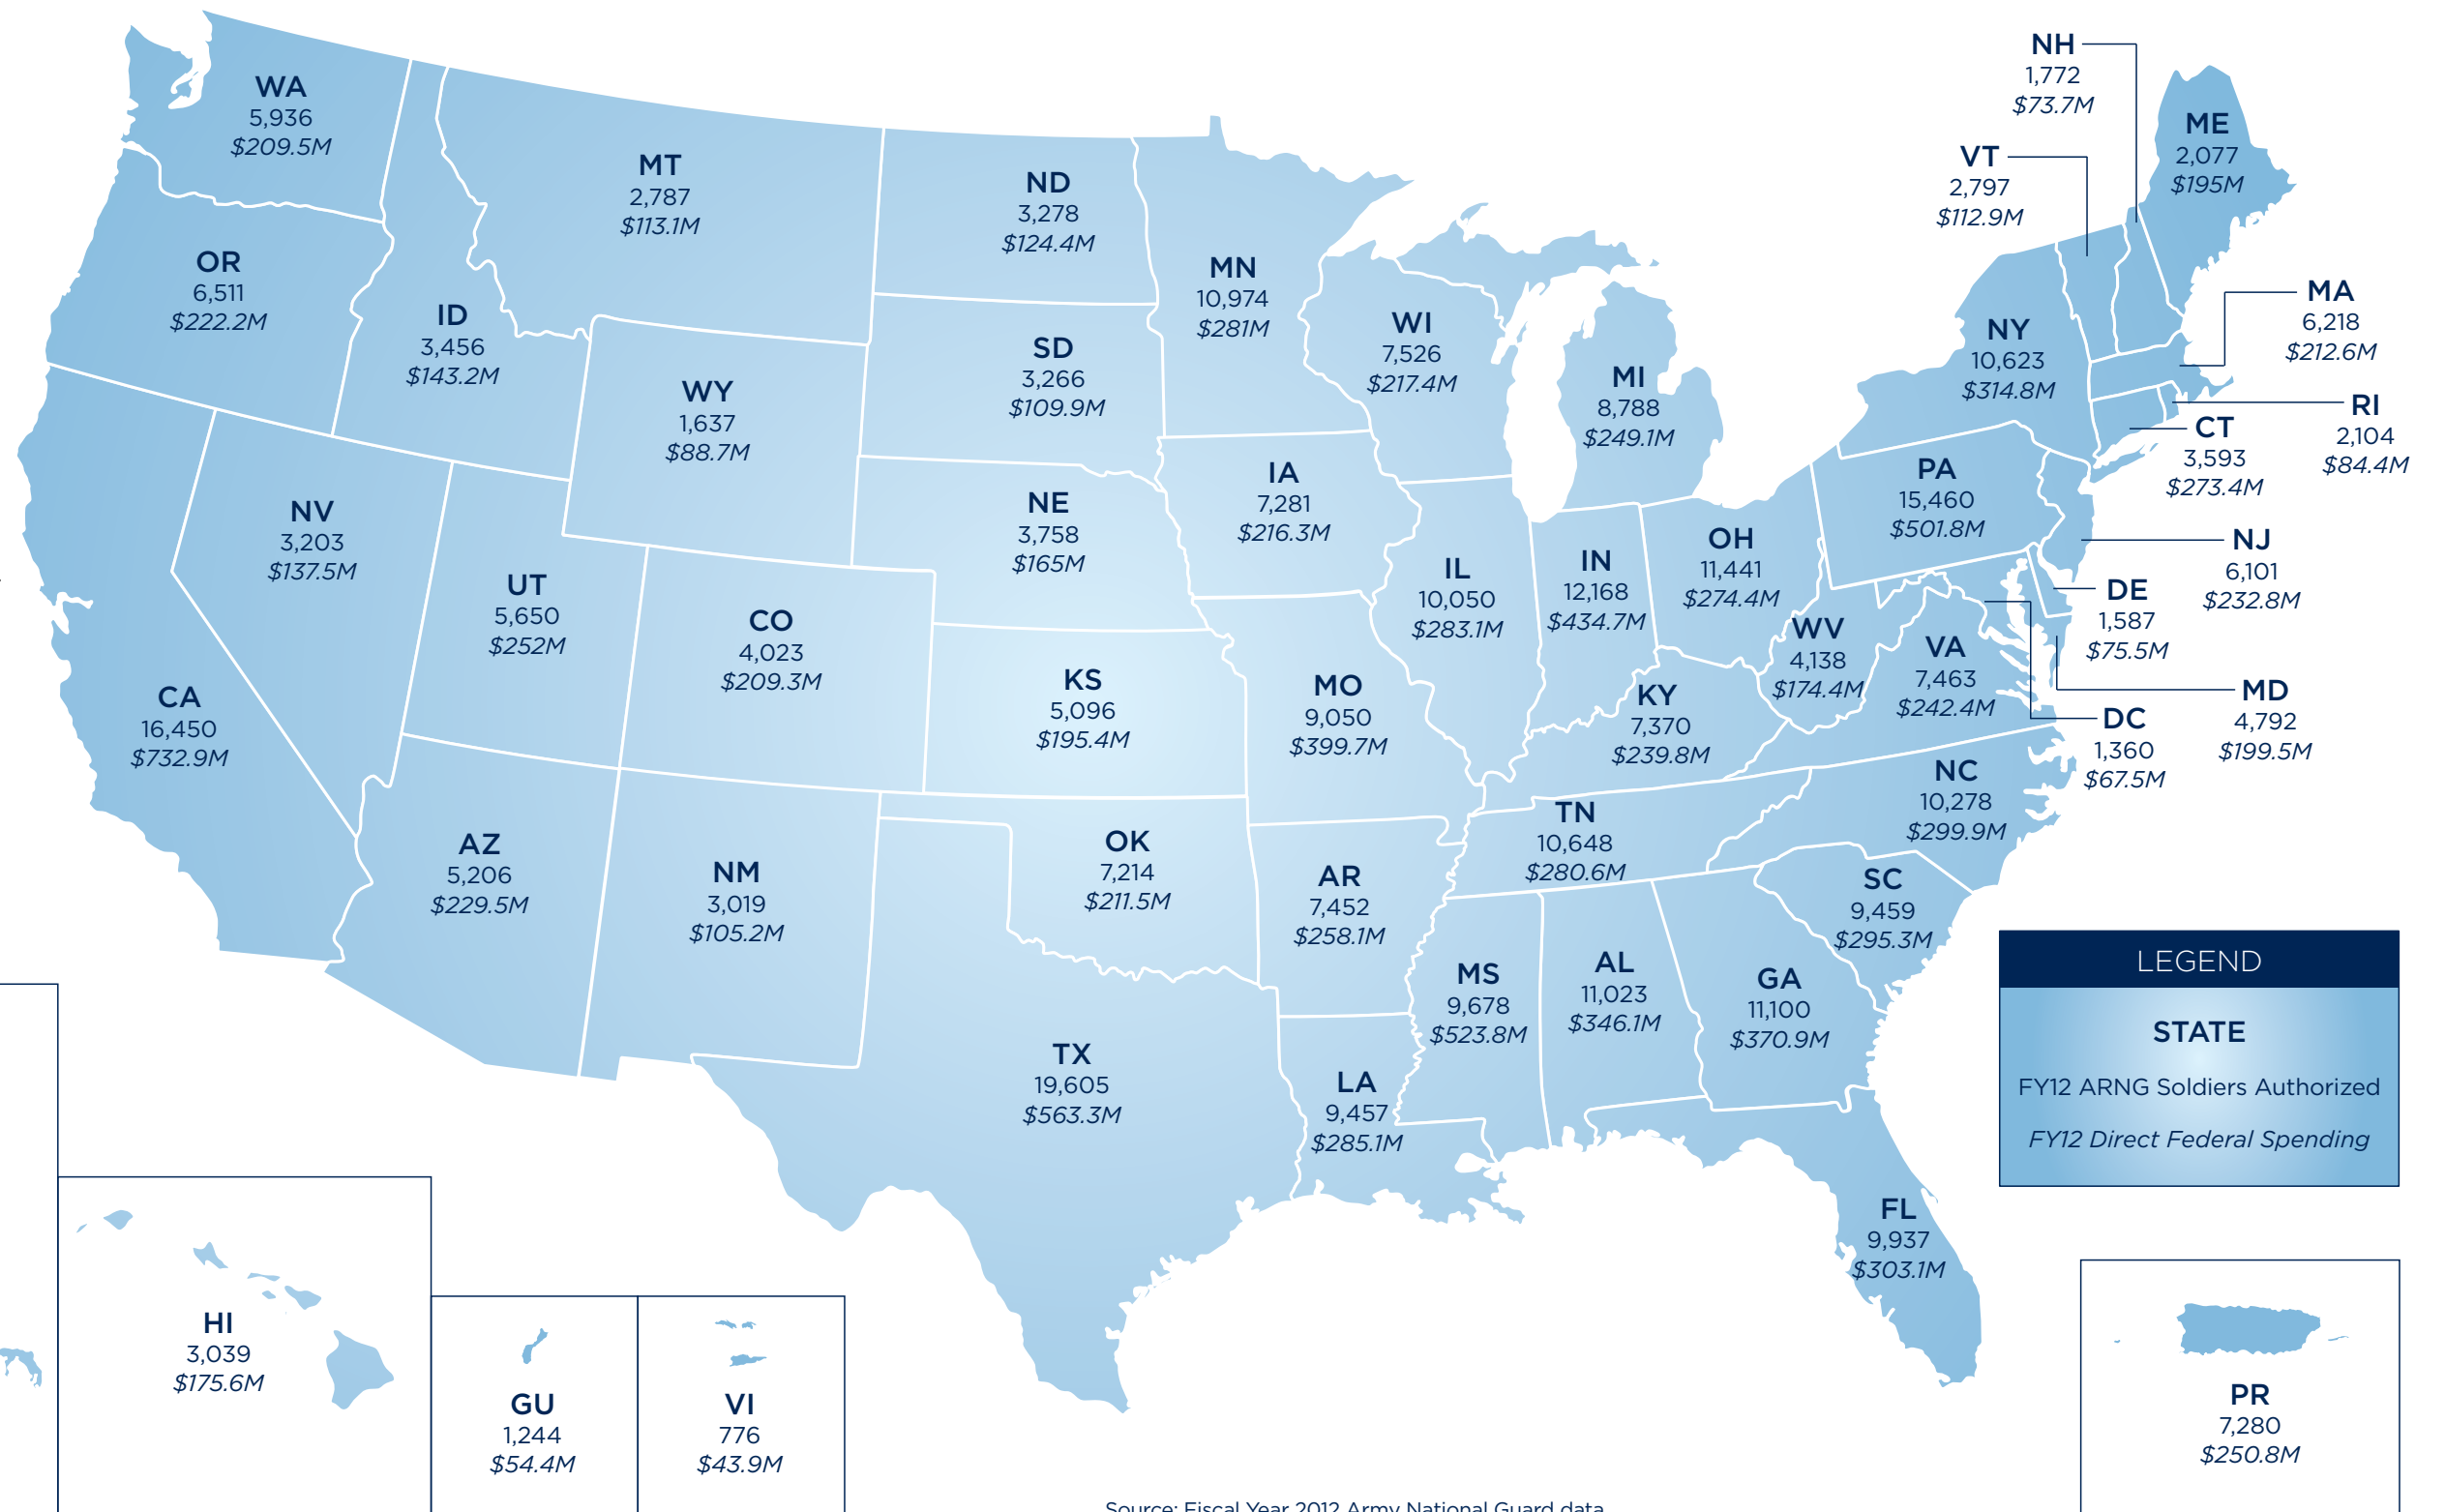 NH
1,772
$73.7M
WA
5,936
$209.5M
ME
2,077
$195M
VT
2,797
$112.9M
MT
2,787
$113.1M
ND
3,278
$124.4M
OR
6,511
$222.2M
MN
10,974
$281M
MA
6,218
$212.6M
ID
3,456
$143.2M
WI
7,526
$217.4M
NY
10,623
$314.8M
SD
3,266
$109.9M
WY
1,637
$88.7M
MI
8,788
$249.1M
RI
2,104
$84.4M
CT
3,593
$273.4M
IA
7,281
$216.3M
PA
15,460
$501.8M
NE
3,758
$165M
NV
3,203
$137.5M
NJ
6,101
$232.8M
OH
11,441
$274.4M
IN
12,168
$434.7M
IL
10,050
$283.1M
UT
5,650
$252M
DE
1,587
$75.5M
CO
4,023
$209.3M
WV
4,138
$174.4M
VA
7,463
$242.4M
KS
5,096
$195.4M
MO
9,050
$399.7M
KY
7,370
$239.8M
MD
4,792
$199.5M
CA
16,450
$732.9M
DC
1,360
$67.5M
NC
10,278
$299.9M
TN
10,648
$280.6M
AZ
5,206
$229.5M
OK
7,214
$211.5M
NM
3,019
$105.2M
AR
7,452
$258.1M
SC
9,459
$295.3M
MS
9,678
$523.8M
AL
11,023
$346.1M
GA
11,100
$370.9M
LEGEND
STATE
FY12 ARNG Soldiers Authorized
FY12 Direct Federal Spending
TX
19,605
$563.3M
LA
9,457
$285.1M
FL
9,937
$303.1M
HI
3,039
$175.6M
GU
1,244
$54.4M
VI
776
$43.9M
PR
7,280
$250.8M
Source: Fiscal Year 2012 Army National Guard data